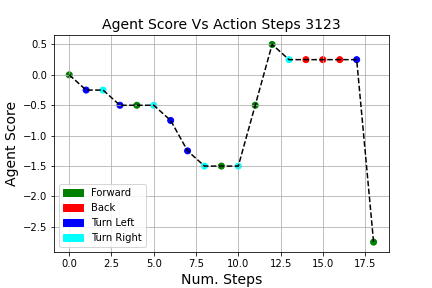 Agent Score Vs Action Steps 3123
Agent Score
0.5
0.0
−0.5
−1.0
−1.5
−2.0
−2.5
Forward
Back
Turn Left
Turn Right
0.0 2.5 5.0 7.5 10.0 12.5 15.0 17.5
Num. Steps